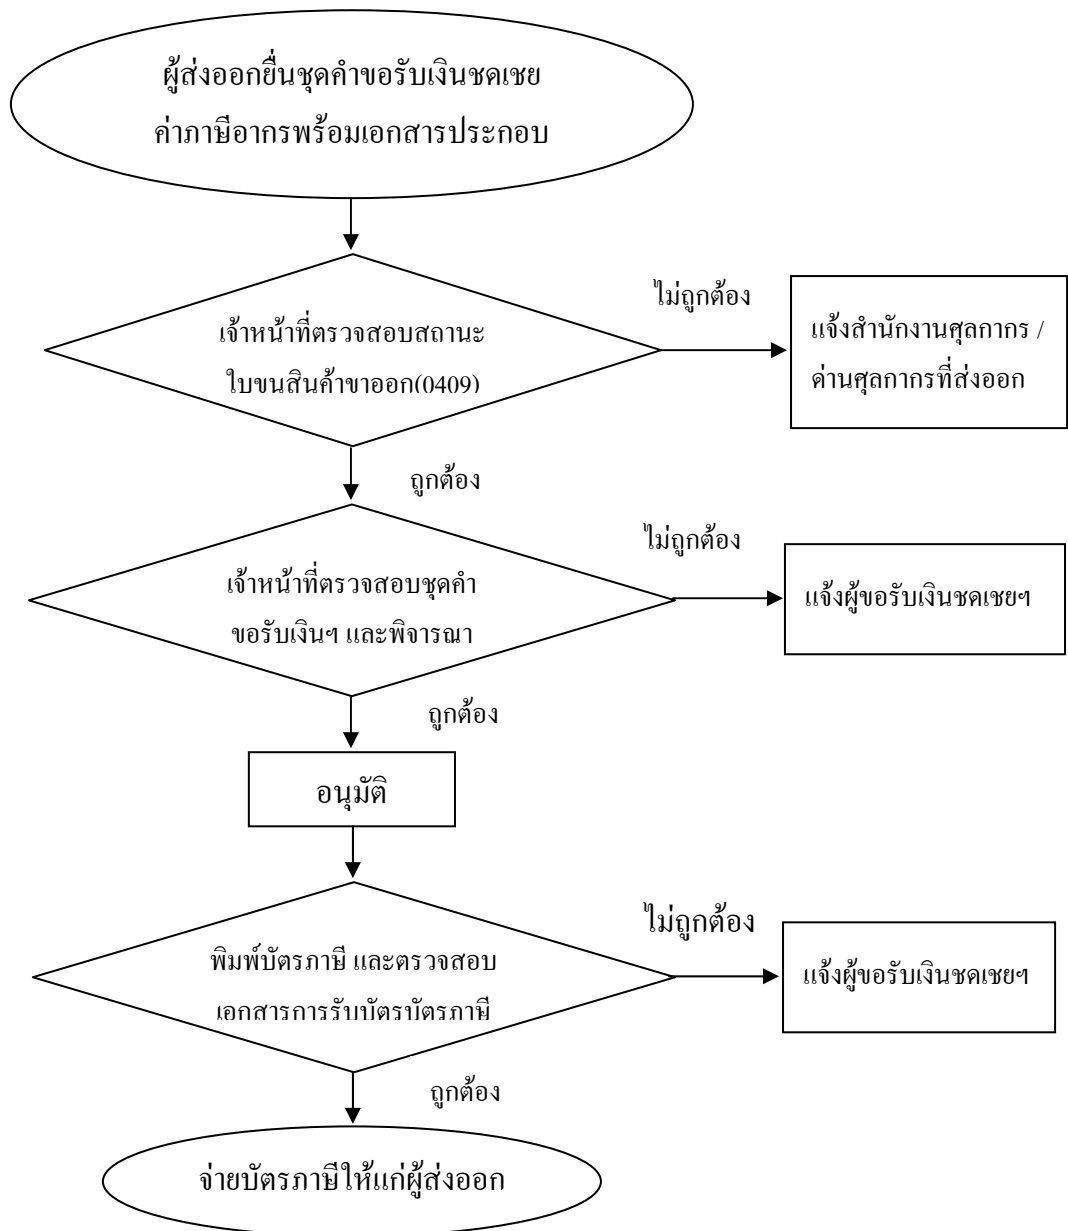 ผู้ส่งออกยื่นชุดคำขอรับเงินชดเชย
ค่าภาษีอากรพร้อมเอกสารประกอบ
ไม่ถูกต้อง
เจ้าหน้าที่ตรวจสอบสถานะ
ใบขนสินค้าขาออก(0409)
แจ้งสำนักงานศุลกากร /
ด่านศุลกากรที่ส่งออก
ถูกต้อง
ไม่ถูกต้อง
เจ้าหน้าที่ตรวจสอบชุดคำ
ขอรับเงินฯ และพิจารณา
แจ้งผู้ขอรับเงินชดเชยฯ
ถูกต้อง
อนุมัติ
ไม่ถูกต้อง
พิมพ์บัตรภาษี และตรวจสอบ
เอกสารการรับบัตรบัตรภาษี
แจ้งผู้ขอรับเงินชดเชยฯ
ถูกต้อง
จ่ายบัตรภาษีให้แก่ผู้ส่งออก